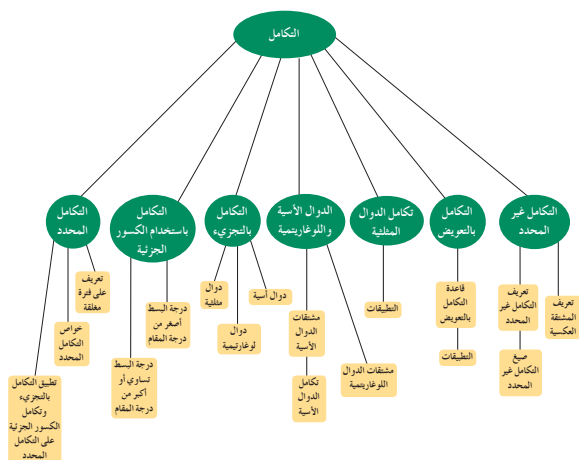 التكامل
التكامل غير
المحدد
التكامل
بالتعويض
تكامل الدوال
المثلثية
الدوال الأسية
واللوغاريتمية
التكامل
بالتجزيء
التكامل
باستخدام الكسور
الجزئية
التكامل
المحدد
تعريف
المشتقة
العكسية
تعريف
التكامل غير
المحدد
صيغ
التكامل غير
المحدد
قاعدة
التكامل
بالتعويض
التطبيقات
التطبيقات
مشتقات
الدوال
الأسية
تكامل
الدوال
الأسية
مشتقات الدوال
اللوغاريتمية
دوال أسية
دوال
لوغارتيمية
دوال
مثلثية
درجة البسط
أصغر من
درجة المقام
درجة البسط
تساوي أو
أكبر من
درجة المقام
تعريف
على فترة
مغلقة
خواص
التكامل
المحدد
تطبيق التكامل
بالتجزيء
وتكامل
الكسور الجزئية
على التكامل
المحدد